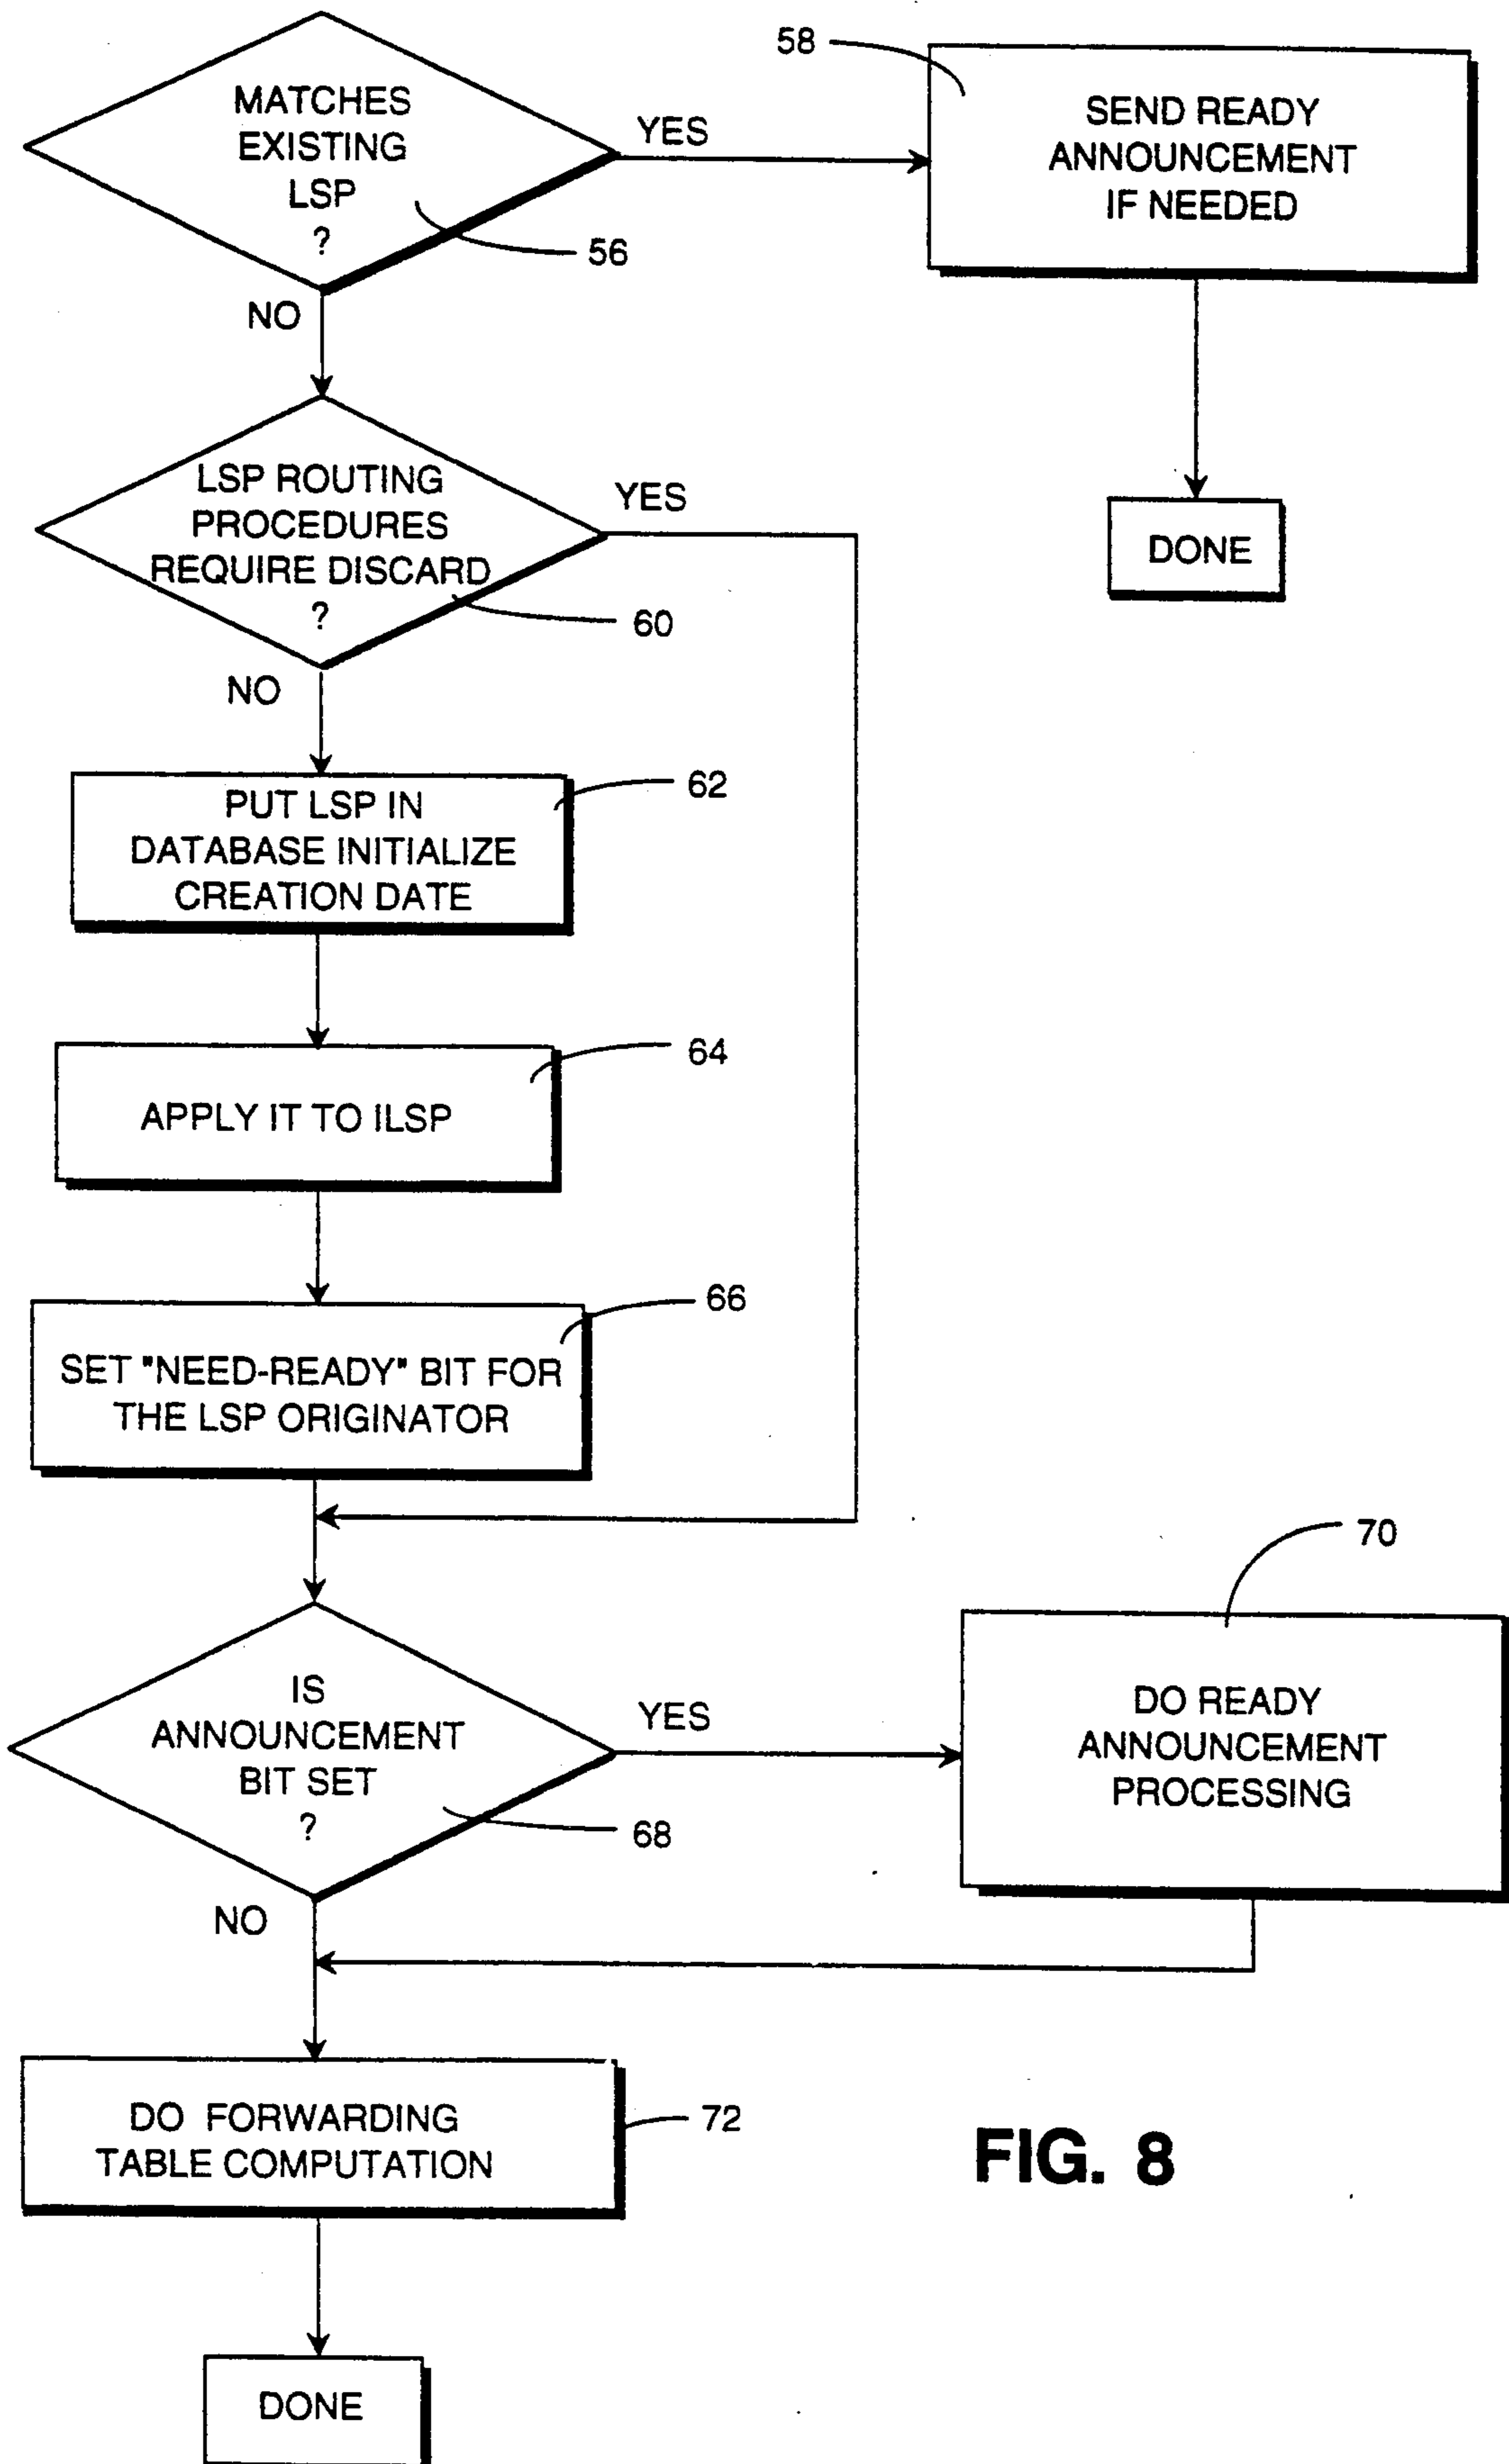 MATCHES
EXISTING
LSP
?
56
YES
58
SEND READY
ANNOUNCEMENT
IF NEEDED
DONE
NO
LSP ROUTING
PROCEDURES
REQUIRE DISCARD
?
60
YES
NO
PUT LSP IN
DATABASE INITIALIZE
CREATION DATE
62
APPLY IT TO ILSP
64
SET "NEED-READY" BIT FOR
THE LSP ORIGINATOR
66
IS
ANNOUNCEMENT
BIT SET
?
68
YES
70
DO READY
ANNOUNCEMENT
PROCESSING
NO
DO FORWARDING
TABLE COMPUTATION
72
DONE
FIG. 8